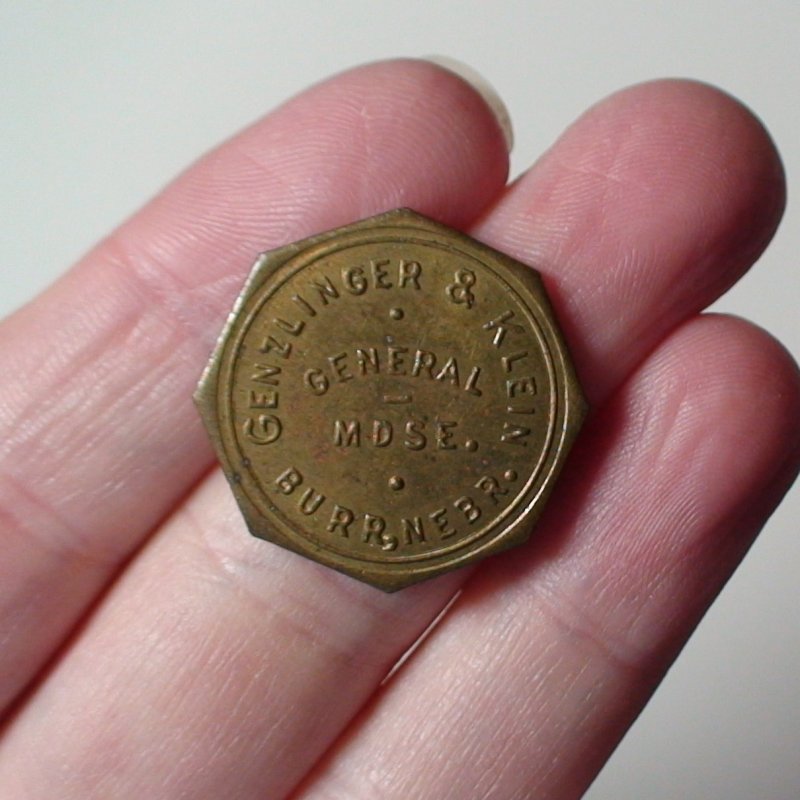 GENZLINGER & KLEIN
GENERAL
MDSE.
BURR, NEBR.